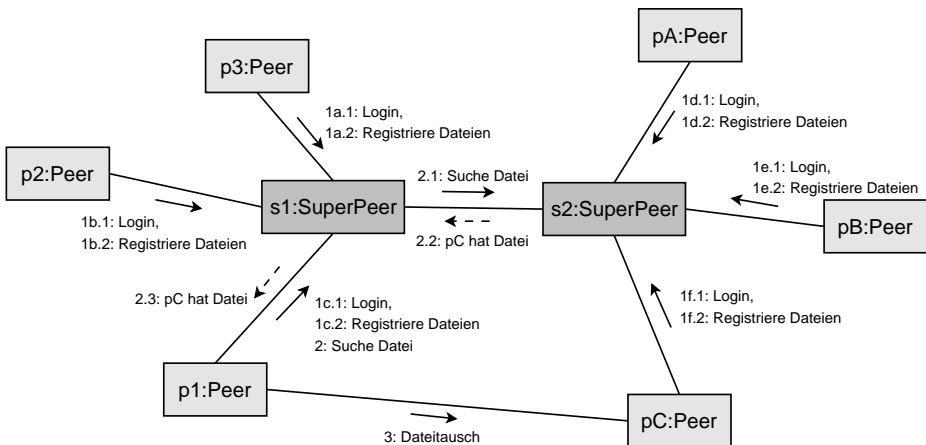 pA:Peer
p3:Peer
1a.1: Login,
1a.2: Registriere Dateien
1d.1: Login,
1d.2: Registriere Dateien
p2:Peer
2.1: Suche Datei
1e.1: Login,
1e.2: Registriere Dateien
s1:SuperPeer
s2:SuperPeer
1b.1: Login,
1b.2: Registriere Dateien
2.2: pC hat Datei
pB:Peer
2.3: pC hat Datei
1c.1: Login,
1c.2: Registriere Dateien
2: Suche Datei
1f.1: Login,
1f.2: Registriere Dateien
p1:Peer
pC:Peer
3: Dateitausch